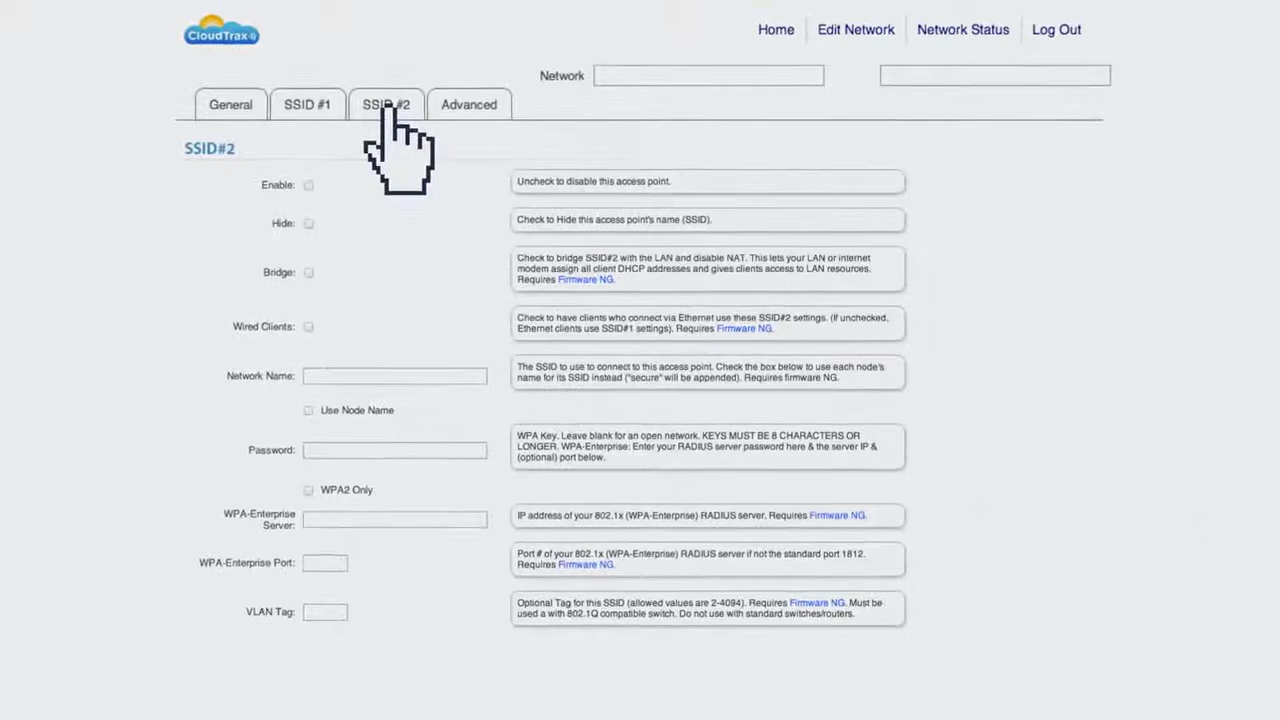 CloudTrax
Home
Edit Network
Network Status
Log Out
Network
General
SSID #1
SSID #2
Advanced
SSID#2
Enable:
Uncheck to disable this access point.
Hide:
Check to Hide this access point's name (SSID).
Bridge:
Check to bridge SSID#2 with the LAN and disable NAT. This lets your LAN or internet
modem assign all client DHCP addresses and gives clients access to LAN resources.
Requires Firmware NG.
Wired Clients:
Check to have clients who connect via Ethernet use these SSID#2 settings. (If unchecked,
Ethernet clients use SSID#1 settings). Requires Firmware NG.
Network Name:
The SSID to use to connect to this access point. Check the box below to use each node's
name for its SSID instead ("secure" will be appended). Requires firmware NG.
Use Node Name
Password:
WPA Key. Leave blank for an open network. KEYS MUST BE 8 CHARACTERS OR
LONGER. WPA-Enterprise: Enter your RADIUS server password here & the server IP &
(optional) port below.
WPA2 Only
WPA-Enterprise
Server:
IP address of your 802.1x (WPA-Enterprise) RADIUS server. Requires Firmware NG.
WPA-Enterprise Port:
Port # of your 802.1x (WPA-Enterprise) RADIUS server if not the standard port 1812.
Requires Firmware NG.
VLAN Tag:
Optional Tag for this SSID (allowed values are 2-4094). Requires Firmware NG. Must be
used a with 802.1Q compatible switch. Do not use with standard switches/routers.